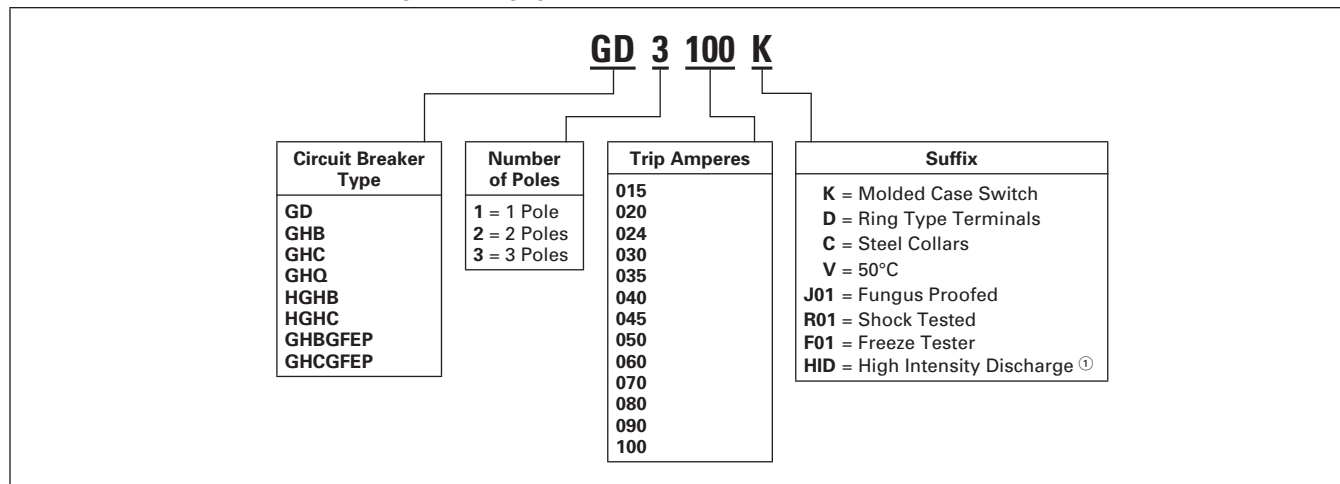 GD 3 100 K
Circuit Breaker
Type
GD
GHB
GHC
GHQ
HGHB
HGHC
GHBGFEP
GHCGFEP
Number
of Poles
1 = 1 Pole
2 = 2 Poles
3 = 3 Poles
Trip Amperes
015
020
024
030
035
040
045
050
060
070
080
090
100
Suffix
K = Molded Case Switch
D = Ring Type Terminals
C = Steel Collars
V = 50°C
J01 = Fungus Proofed
R01 = Shock Tested
F01 = Freeze Tester
HID = High Intensity Discharge ①